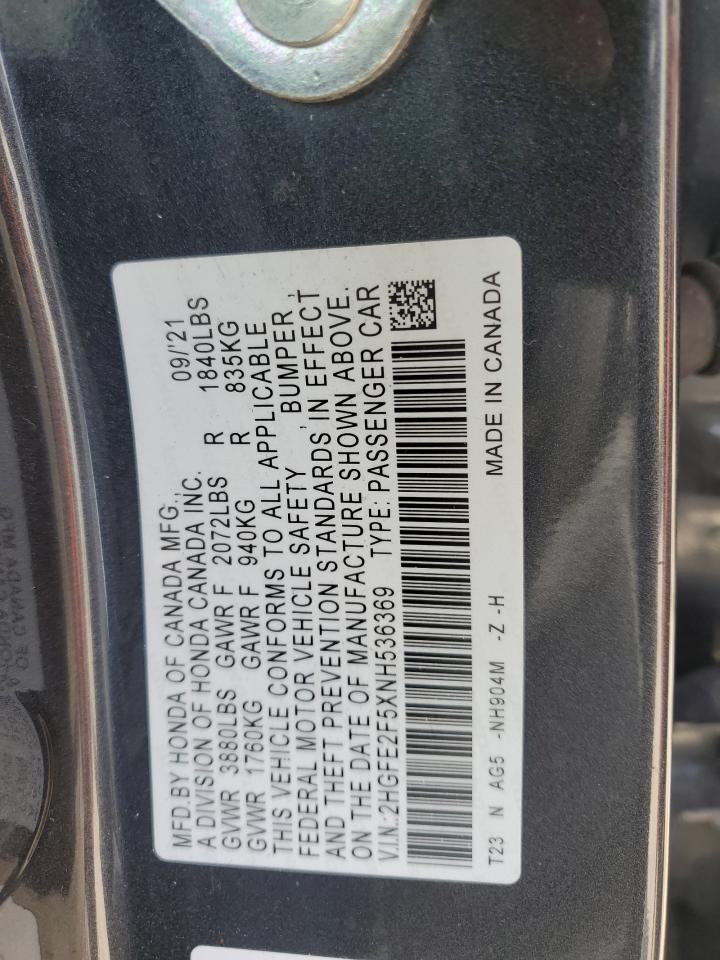 MFD.BY HONDA OF CANADA MFG., 09/'21
A DIVISION OF HONDA CANADA INC.
GVWR 3880LBS GAWR F 2072LBS R 1840LBS
GVWR 1760KG GAWR F 940KG R 835KG
THIS VEHICLE CONFORMS TO ALL APPLICABLE
FEDERAL MOTOR VEHICLE SAFETY , BUMPER ,
AND THEFT PREVENTION STANDARDS IN EFFECT
ON THE DATE OF MANUFACTURE SHOWN ABOVE.
V.I.N:2HGFE2F5XNH536369 TYPE: PASSENGER CAR
T23 N AG5 -NH904M -Z -H MADE IN CANADA